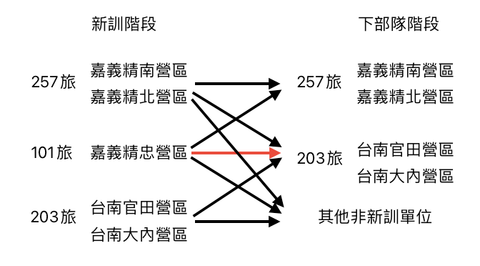 新訓階段 下部隊階段
257旅 嘉義精南營區 257旅 嘉義精南營區
嘉義精北營區 嘉義精北營區
101旅 嘉義精忠營區 203旅 台南官田營區
台南大內營區
203旅 台南官田營區 其他非新訓單位
台南大內營區